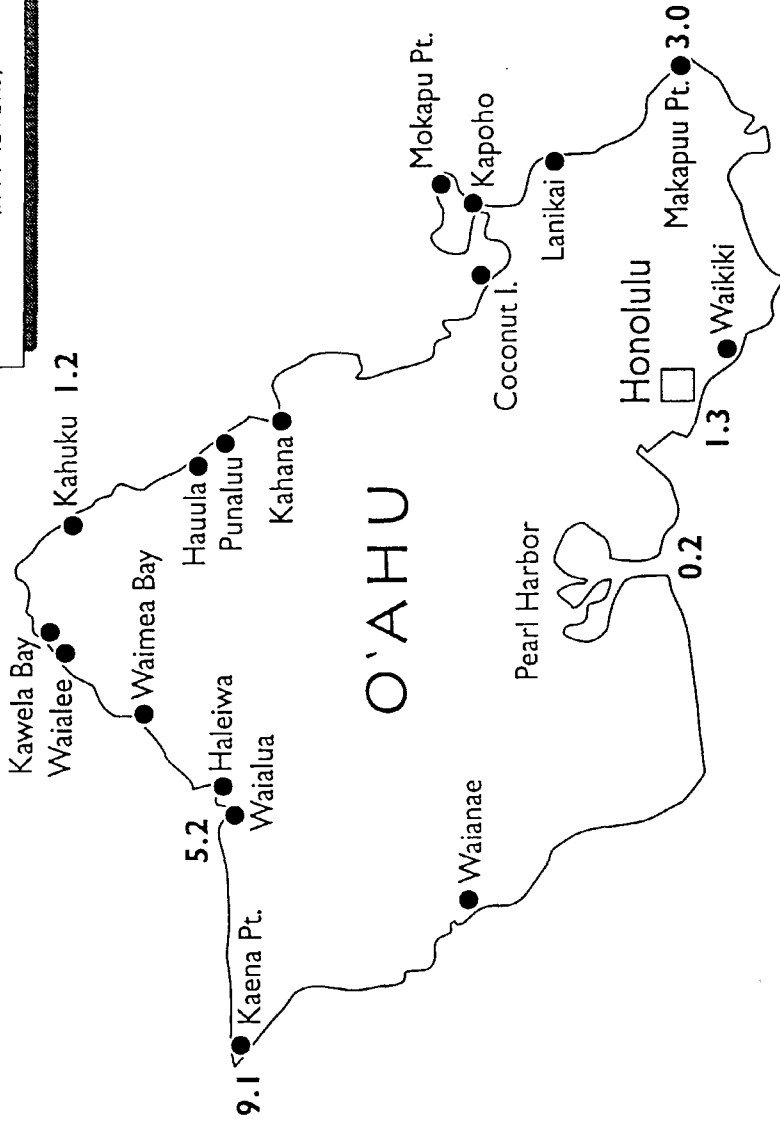 Kawela Bay
Waialee
Kahuku 1.2
Waimea Bay
Hauula
Punaluu
Kahana
5.2
Haleiwa
Waialua
9.1
Kaena Pt.
Waianae
O`AHU
Mokapu Pt.
Kapoho
Coconut I.
Lanikai
Pearl Harbor
0.2
Honolulu
1.3
Waikiki
Makapuu Pt.
3.0